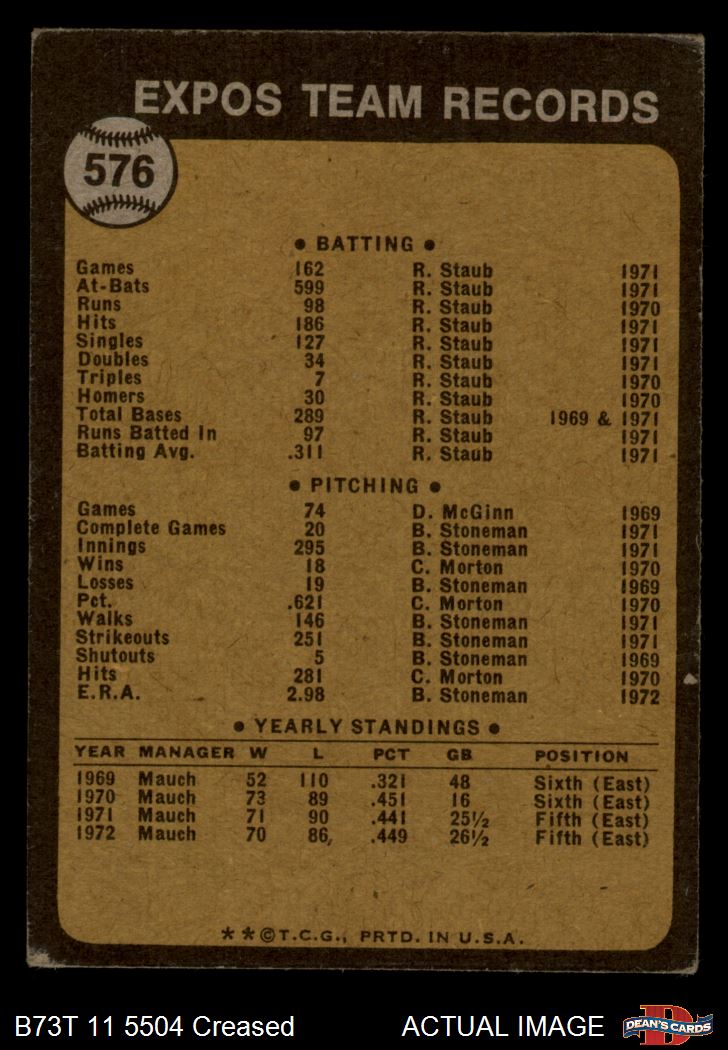 EXPOS TEAM RECORDS
576
• BATTING •
Games 162 R. Staub 1971
At-Bats 599 R. Staub 1971
Runs 98 R. Staub 1970
Hits 186 R. Staub 1971
Singles 127 R. Staub 1971
Doubles 34 R. Staub 1971
Triples 7 R. Staub 1970
Homers 30 R. Staub 1970
Total Bases 289 R. Staub 1969 & 1971
Runs Batted In 97 R. Staub 1971
Batting Avg. .311 R. Staub 1971
• PITCHING •
Games 74 D. McGinn 1969
Complete Games 20 B. Stoneman 1971
Innings 295 B. Stoneman 1971
Wins 18 C. Morton 1970
Losses 19 B. Stoneman 1969
Pct. .621 C. Morton 1970
Walks 146 B. Stoneman 1971
Strikeouts 251 B. Stoneman 1971
Shutouts 5 B. Stoneman 1969
Hits 281 C. Morton 1970
E.R.A. 2.98 B. Stoneman 1972
• YEARLY STANDINGS •
YEAR MANAGER W L PCT GB POSITION
1969 Mauch 52 110 .321 48 Sixth (East)
1970 Mauch 73 89 .451 16 Sixth (East)
1971 Mauch 71 90 .441 25½ Fifth (East)
1972 Mauch 70 86 .449 26½ Fifth (East)
**©T.C.G., PRTD. IN U.S.A.
B73T 11 5504 Creased ACTUAL IMAGE
D
DEAN'S CARDS